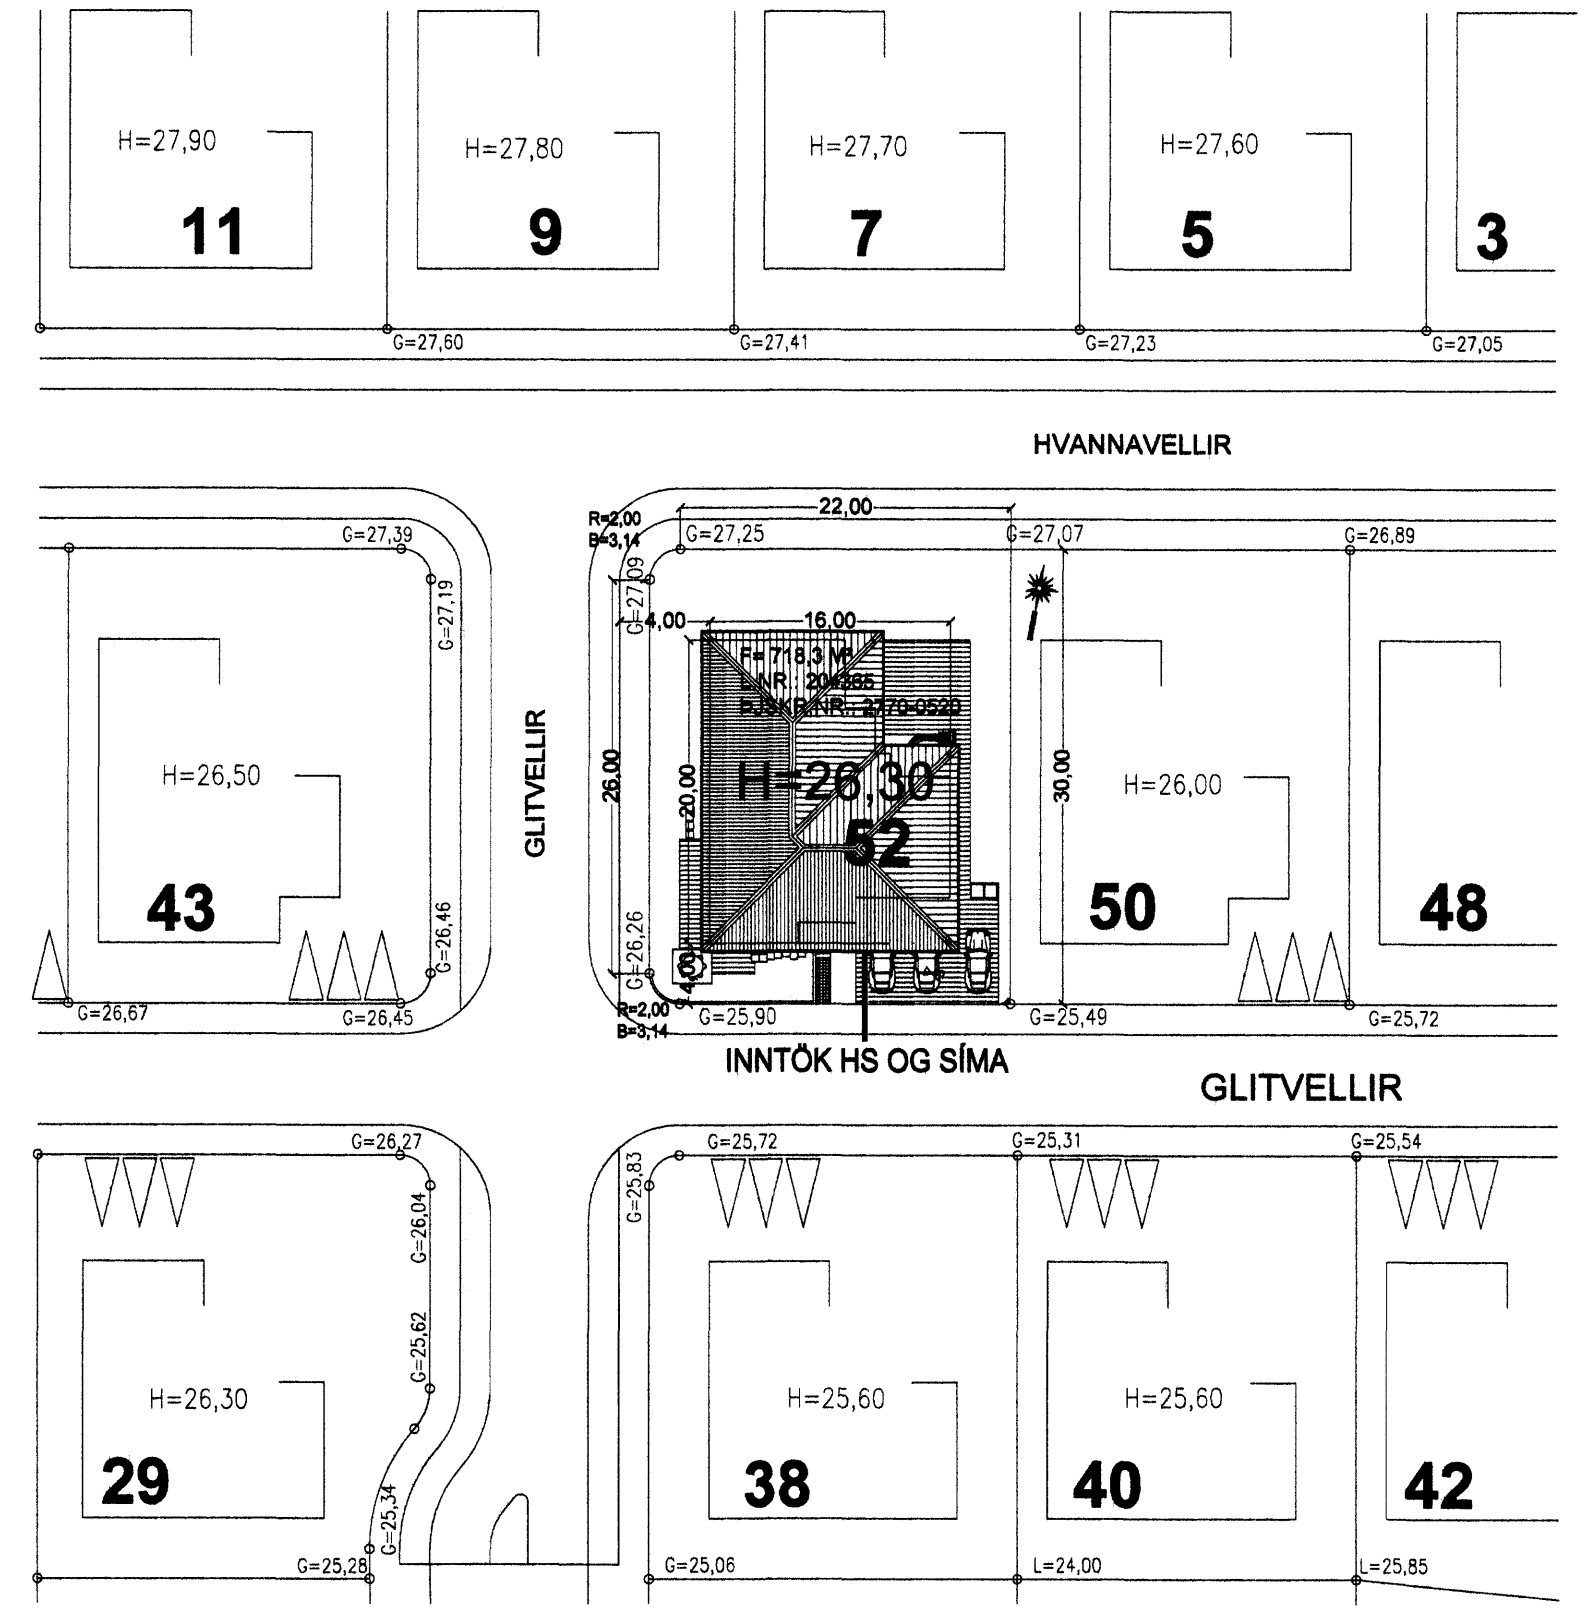 H=27,90
H=27,80
H=27,70
H=27,60
11
9
7
5
3
G=27,60
G=27,41
G=27,23
G=27,05
HVANNAVELLIR
22,00
R=2,00
B=3,14
G=27,39
G=27,25
G=27,07
G=26,89
G=27,19
G=27,09
4,00
16,00
F= 718,3 M²
L.NR.: 204365
ÞJSKR.NR.: 2770-0520
GLITVELLIR
26,00
20,00
30,00
H=26,50
H=26,30
H=26,00
52
43
50
48
G=26,46
G=26,26
4,00
G=26,67
G=26,45
R=2,00
B=3,14
G=25,90
G=25,49
G=25,72
INNTÖK HS OG SÍMA
GLITVELLIR
G=26,27
G=25,72
G=25,31
G=25,54
G=25,83
G=26,04
G=25,62
H=26,30
H=25,60
H=25,60
29
38
40
42
G=25,34
G=25,28
G=25,06
L=24,00
L=25,85